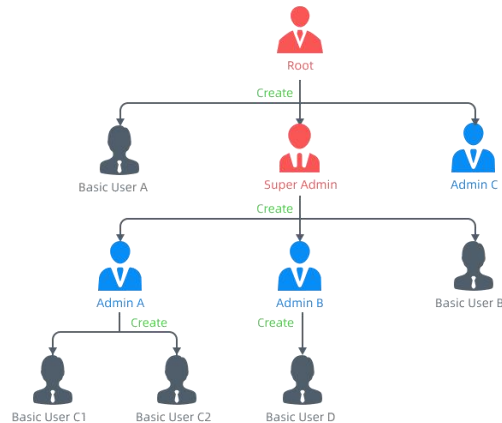 Root
Create
Basic User A
Super Admin
Admin C
Create
Admin A
Admin B
Basic User B
Create
Create
Basic User C1
Basic User C2
Basic User D